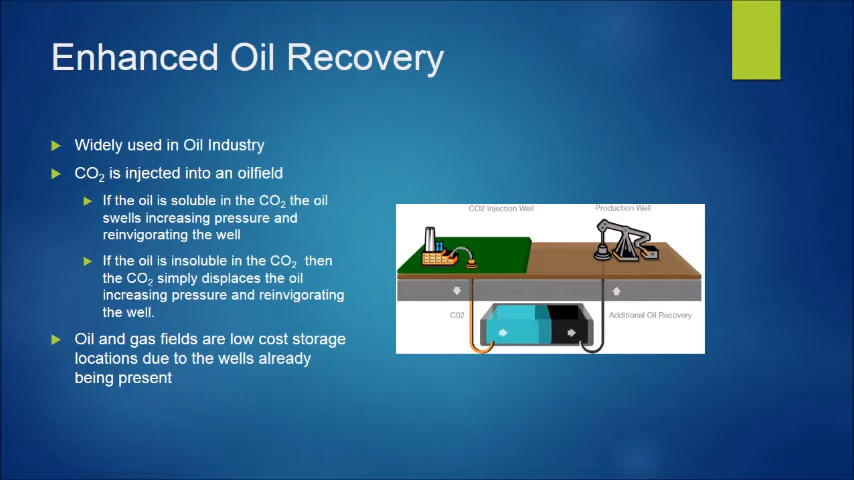 Enhanced Oil Recovery
Widely used in Oil Industry
CO2 is injected into an oilfield
If the oil is soluble in the CO2 the oil
swells increasing pressure and
reinvigorating the well
If the oil is insoluble in the CO2 then
the CO2 simply displaces the oil
increasing pressure and reinvigorating
the well.
Oil and gas fields are low cost storage
locations due to the wells already
being present
CO2 Injection Well
Production Well
C02
Additional Oil Recovery